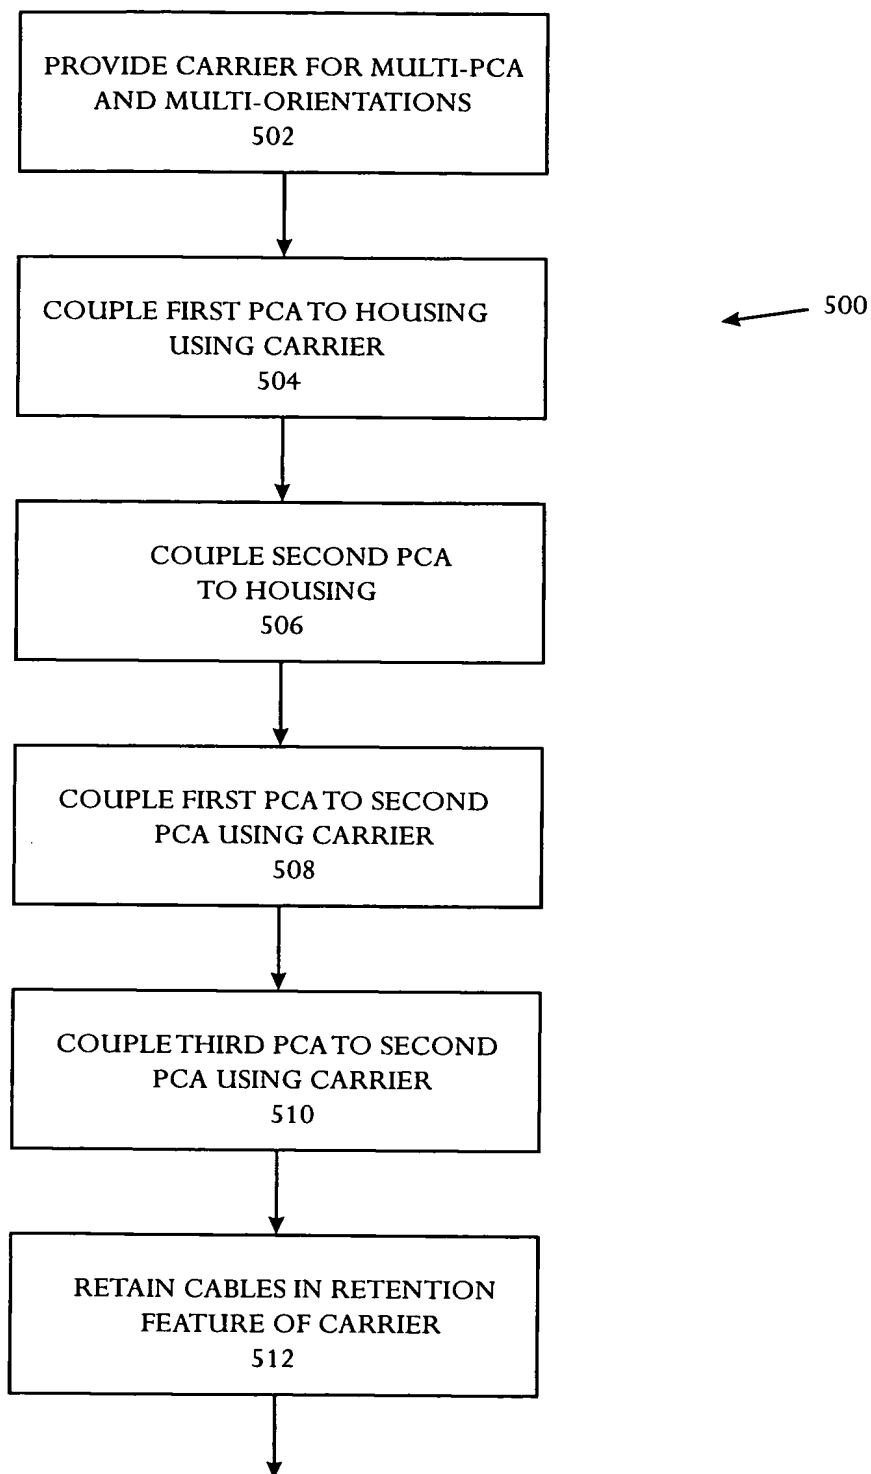 PROVIDE CARRIER FOR MULTI-PCA
AND MULTI-ORIENTATIONS
502
COUPLE FIRST PCA TO HOUSING
USING CARRIER
504
500
COUPLE SECOND PCA
TO HOUSING
506
COUPLE FIRST PCA TO SECOND
PCA USING CARRIER
508
COUPLE THIRD PCA TO SECOND
PCA USING CARRIER
510
RETAIN CABLES IN RETENTION
FEATURE OF CARRIER
512